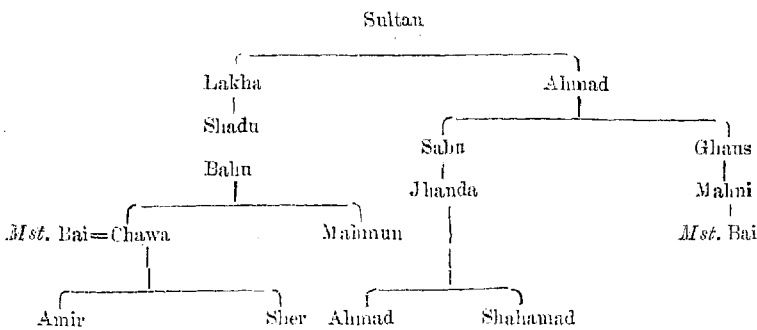 Sultan
Lakha Ahmad
Shadu
Sabu Ghaus
Bahu
Jhanda Mahni
Mst. Bai=Chawa Mahmun Mst. Bai
Amir Sher Ahmad Shahamad